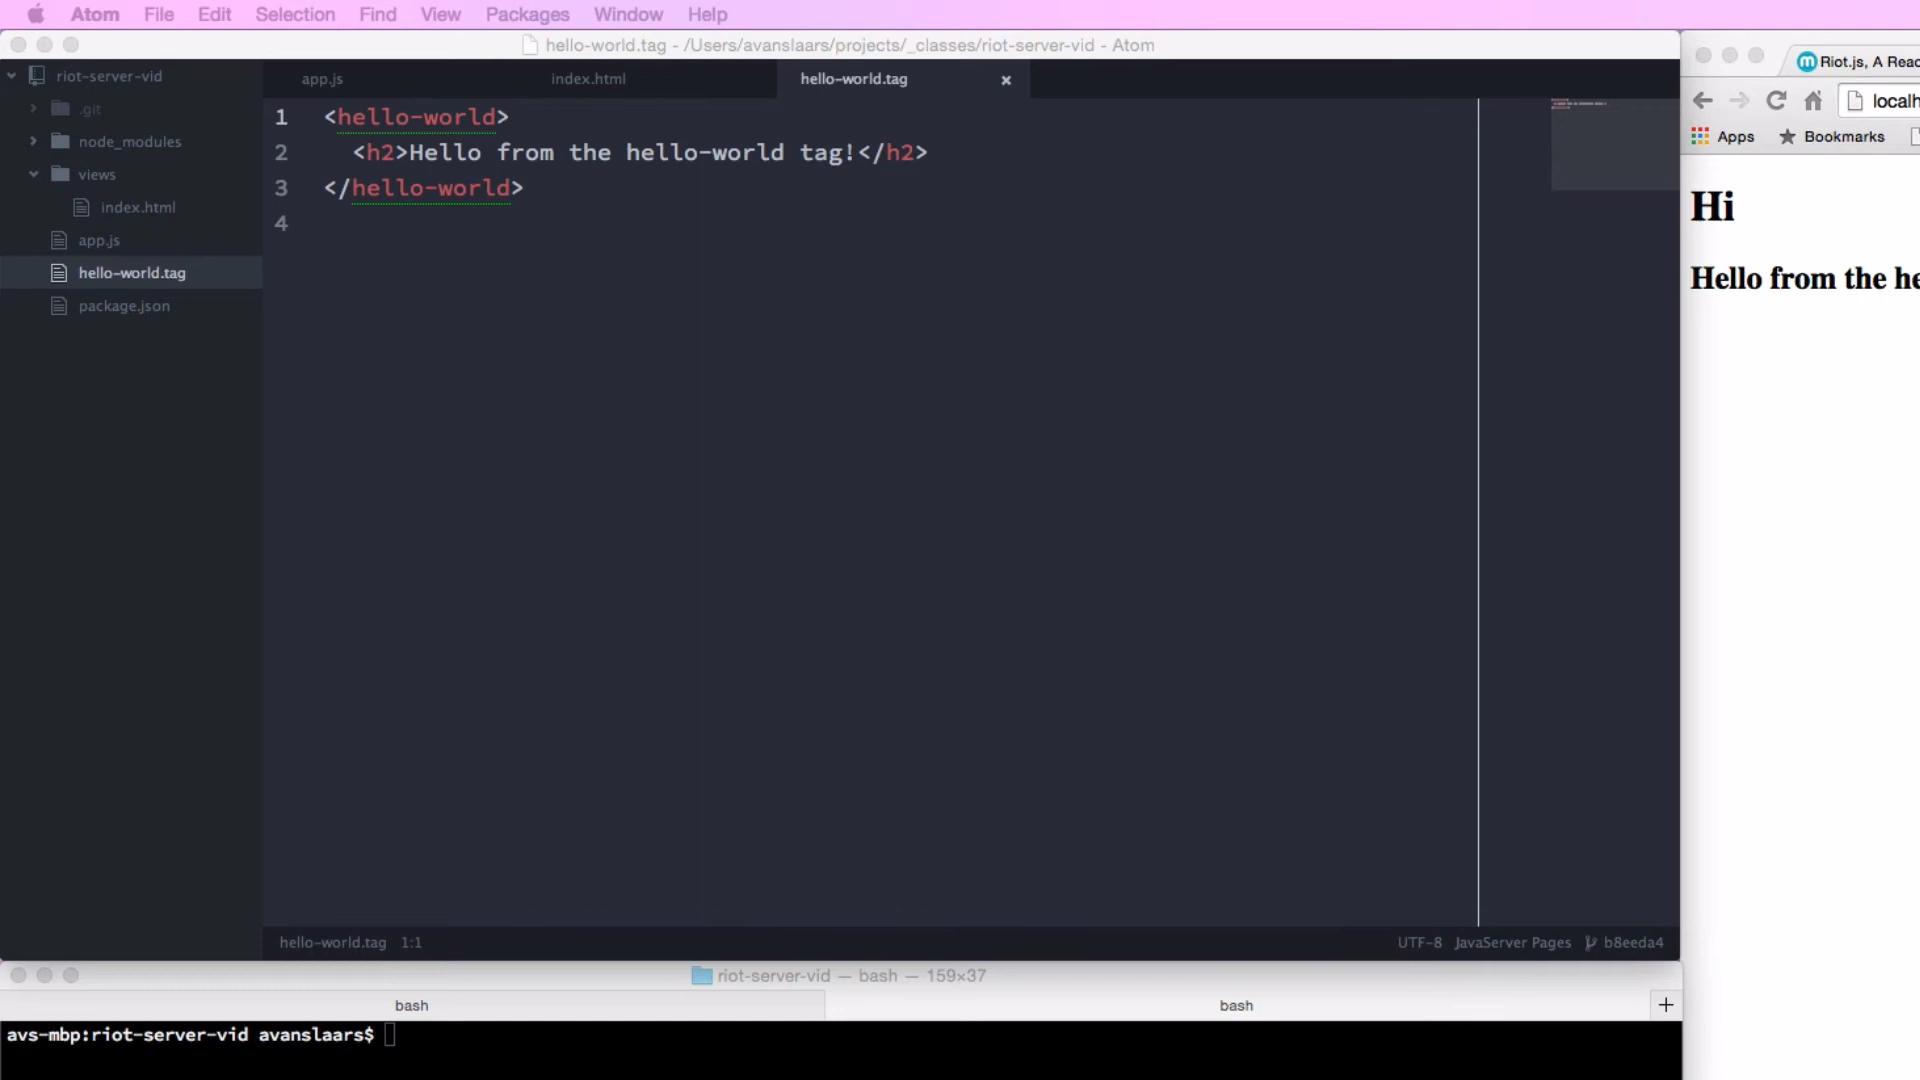 Atom File Edit Selection Find View Packages Window Help
hello-world.tag - /Users/avanslaars/projects/_classes/riot-server-vid - Atom
riot-server-vid
.git
node_modules
views
index.html
app.js
hello-world.tag
package.json
app.js index.html hello-world.tag
1 <hello-world>
2 <h2>Hello from the hello-world tag!</h2>
3 </hello-world>
4
hello-world.tag 1:1 UTF-8 JavaServer Pages b8eeda4
riot-server-vid — bash — 159×37
bash bash +
avs-mbp:riot-server-vid avanslaars$
Riot.js, A Reac
localh
Apps Bookmarks
Hi
Hello from the he